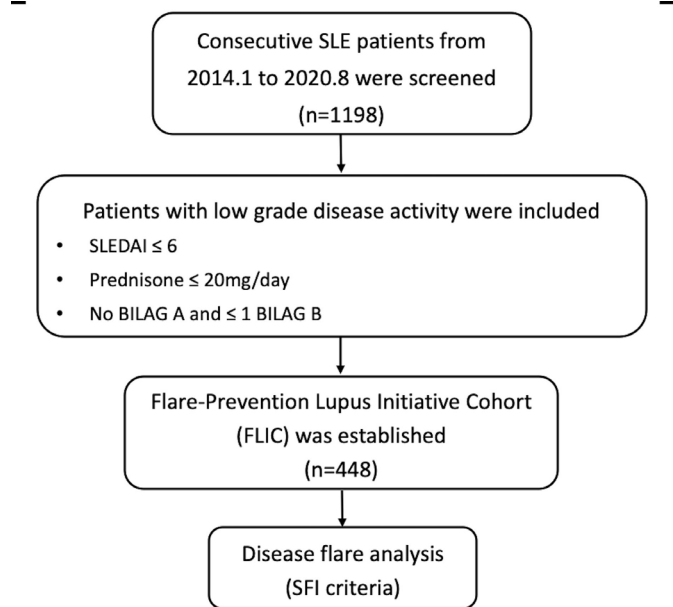 Consecutive SLE patients from
2014.1 to 2020.8 were screened
(n=1198)
Patients with low grade disease activity were included
• SLEDAI ≤ 6
• Prednisone ≤ 20mg/day
• No BILAG A and ≤ 1 BILAG B
Flare-Prevention Lupus Initiative Cohort
(FLIC) was established
(n=448)
Disease flare analysis
(SFI criteria)